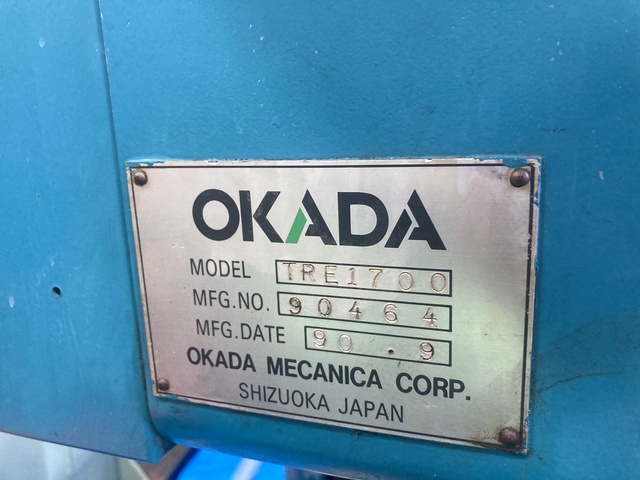 OKADA
MODEL TRE1700
MFG.NO. 90464
MFG.DATE 90.9
OKADA MECANICA CORP.
SHIZUOKA JAPAN